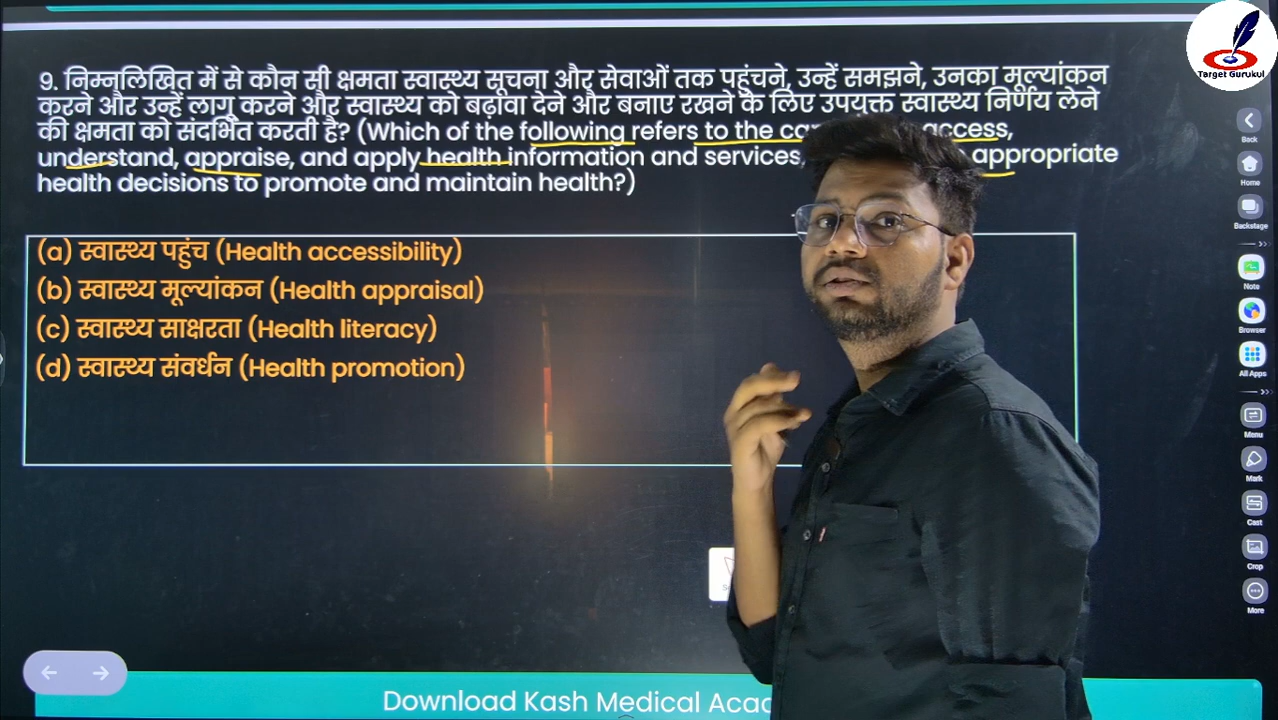 Target Gurukul
9. निम्नलिखित में से कौन सी क्षमता स्वास्थ्य सूचना और सेवाओं तक पहुंचने, उन्हें समझने, उनका मूल्यांकन
करने और उन्हें लागू करने और स्वास्थ्य को बढ़ावा देने और बनाए रखने के लिए उपयुक्त स्वास्थ्य निर्णय लेने
की क्षमता को संदर्भित करती है? (Which of the following refers to the access,
understand, appraise, and apply health information and services, appropriate
health decisions to promote and maintain health?)
(a) स्वास्थ्य पहुंच (Health accessibility)
(b) स्वास्थ्य मूल्यांकन (Health appraisal)
(c) स्वास्थ्य साक्षरता (Health literacy)
(d) स्वास्थ्य संवर्धन (Health promotion)
Back
Home
Backstage
Note
Browser
All Apps
Menu
Mark
Cast
Crop
More
Download Kash Medical